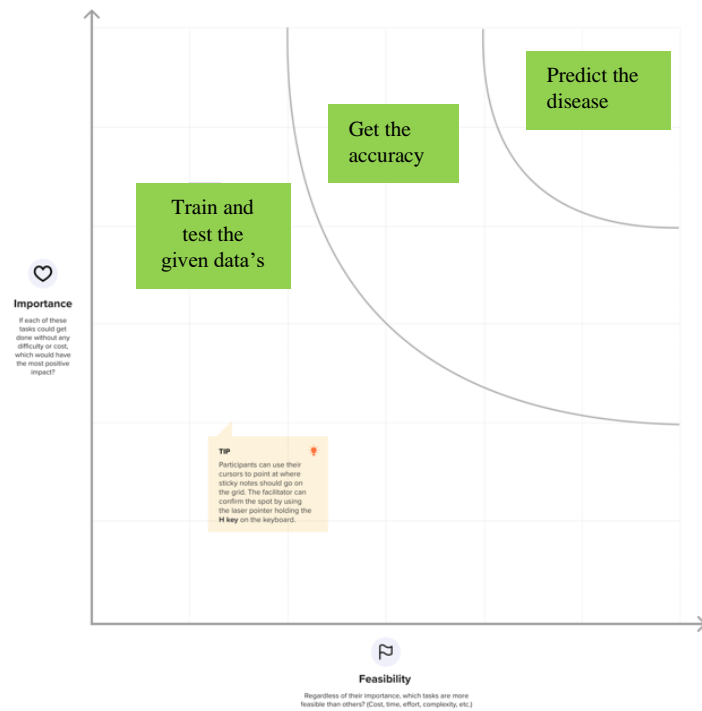 Predict the
disease
Get the
accuracy
Train and
test the
given data’s
Importance
If each of these
tasks could get
done without any
difficulty or cost,
which would have
the most positive
impact?
TIP
Participants can use their
cursors to point at where
sticky notes should go on
the grid. The facilitator can
confirm the spot by using
the laser pointer holding the
H key on the keyboard.
Feasibility
Regardless of their importance, which tasks are more
feasible than others? (Cost, time, effort, complexity, etc.)